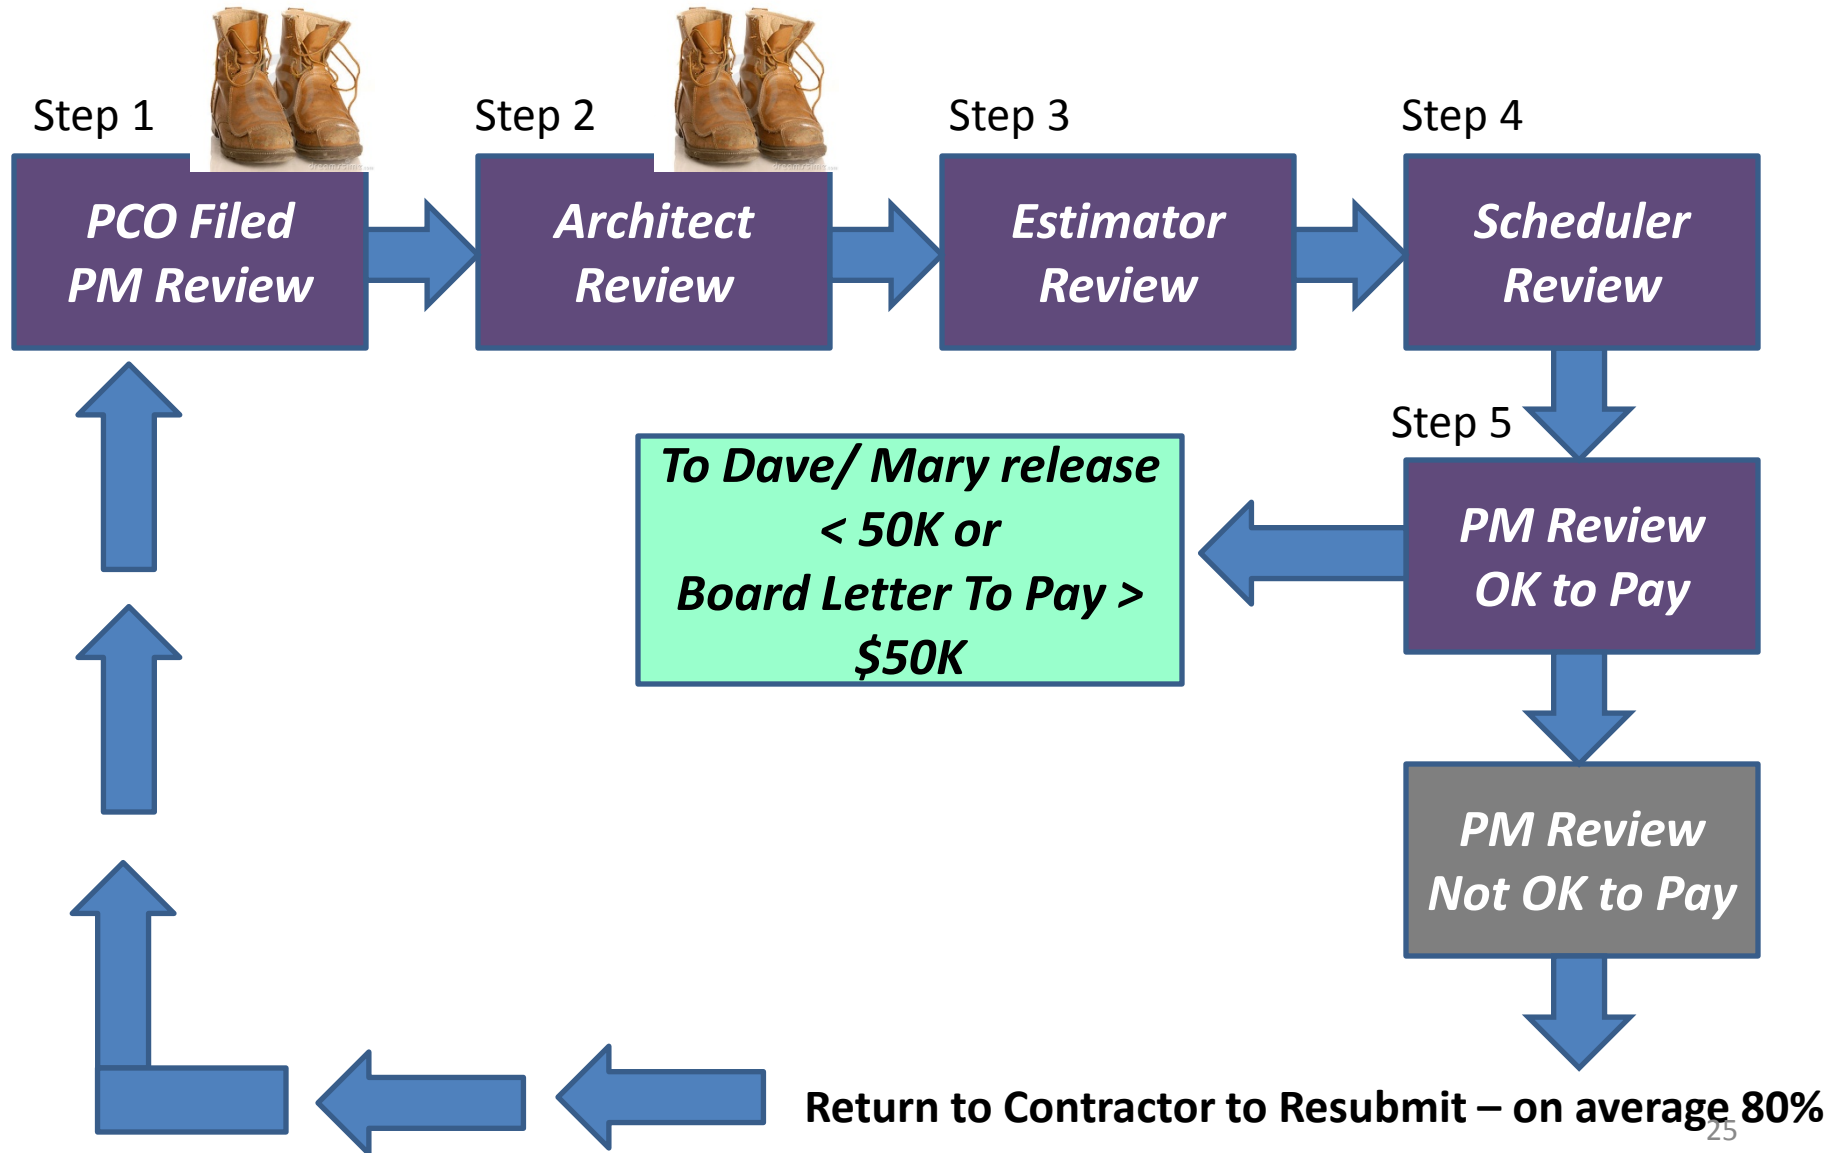 Step 1
Step 2
Step 3
Step 4
PCO Filed
PM Review
Architect
Review
Estimator
Review
Scheduler
Review
Step 5
To Dave/ Mary release
< 50K or
Board Letter To Pay >
$50K
PM Review
OK to Pay
PM Review
Not OK to Pay
Return to Contractor to Resubmit – on average 80%
25